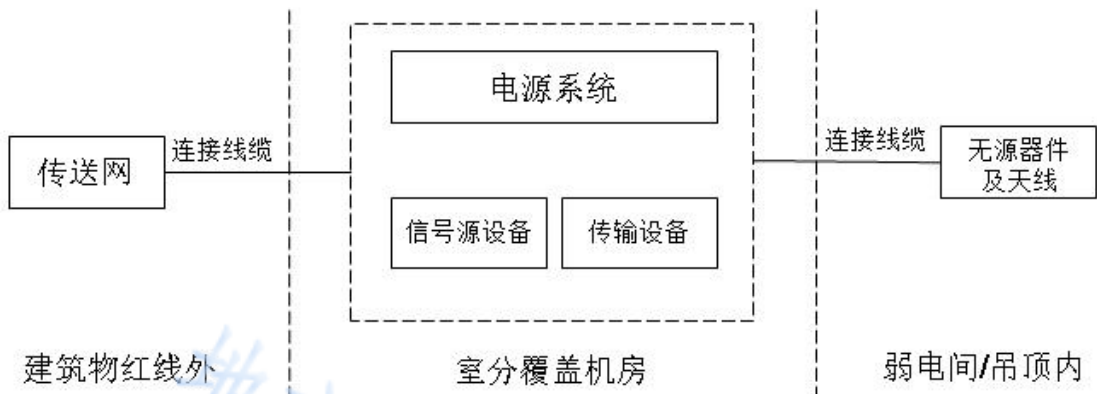 电源系统
传送网
连接线缆
连接线缆
无源器件
及天线
信号源设备
传输设备
建筑物红线外
室分覆盖机房
弱电间/吊顶内